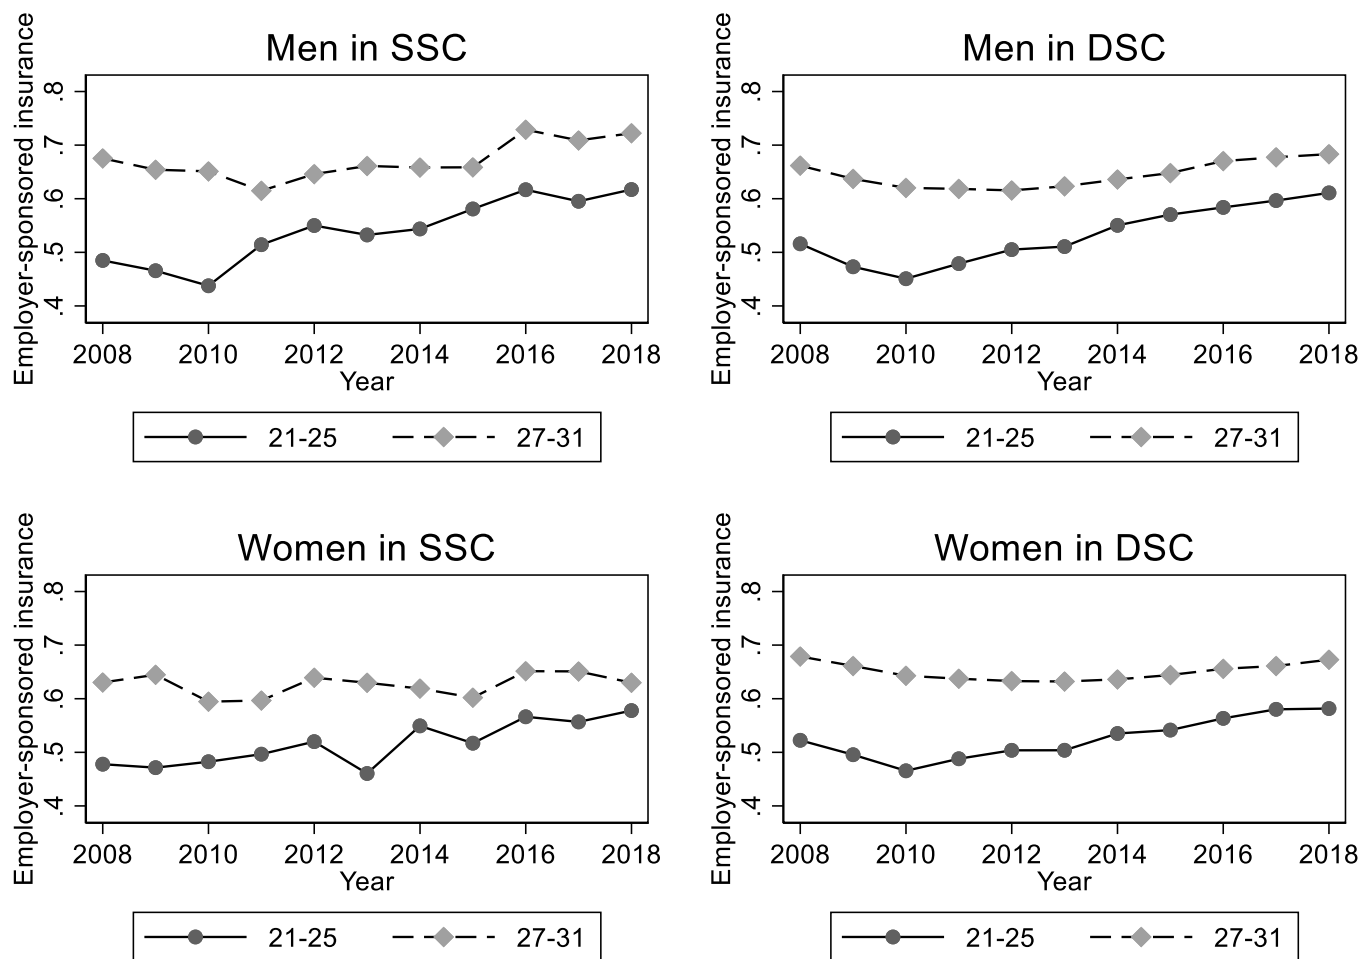 Men in SSC
Employer-sponsored insurance
.8
.7
.6
.5
.4
2008 2010 2012 2014 2016 2018
Year
21-25 27-31
Men in DSC
Employer-sponsored insurance
.8
.7
.6
.5
.4
2008 2010 2012 2014 2016 2018
Year
21-25 27-31
Women in SSC
Employer-sponsored insurance
.8
.7
.6
.5
.4
2008 2010 2012 2014 2016 2018
Year
21-25 27-31
Women in DSC
Employer-sponsored insurance
.8
.7
.6
.5
.4
2008 2010 2012 2014 2016 2018
Year
21-25 27-31